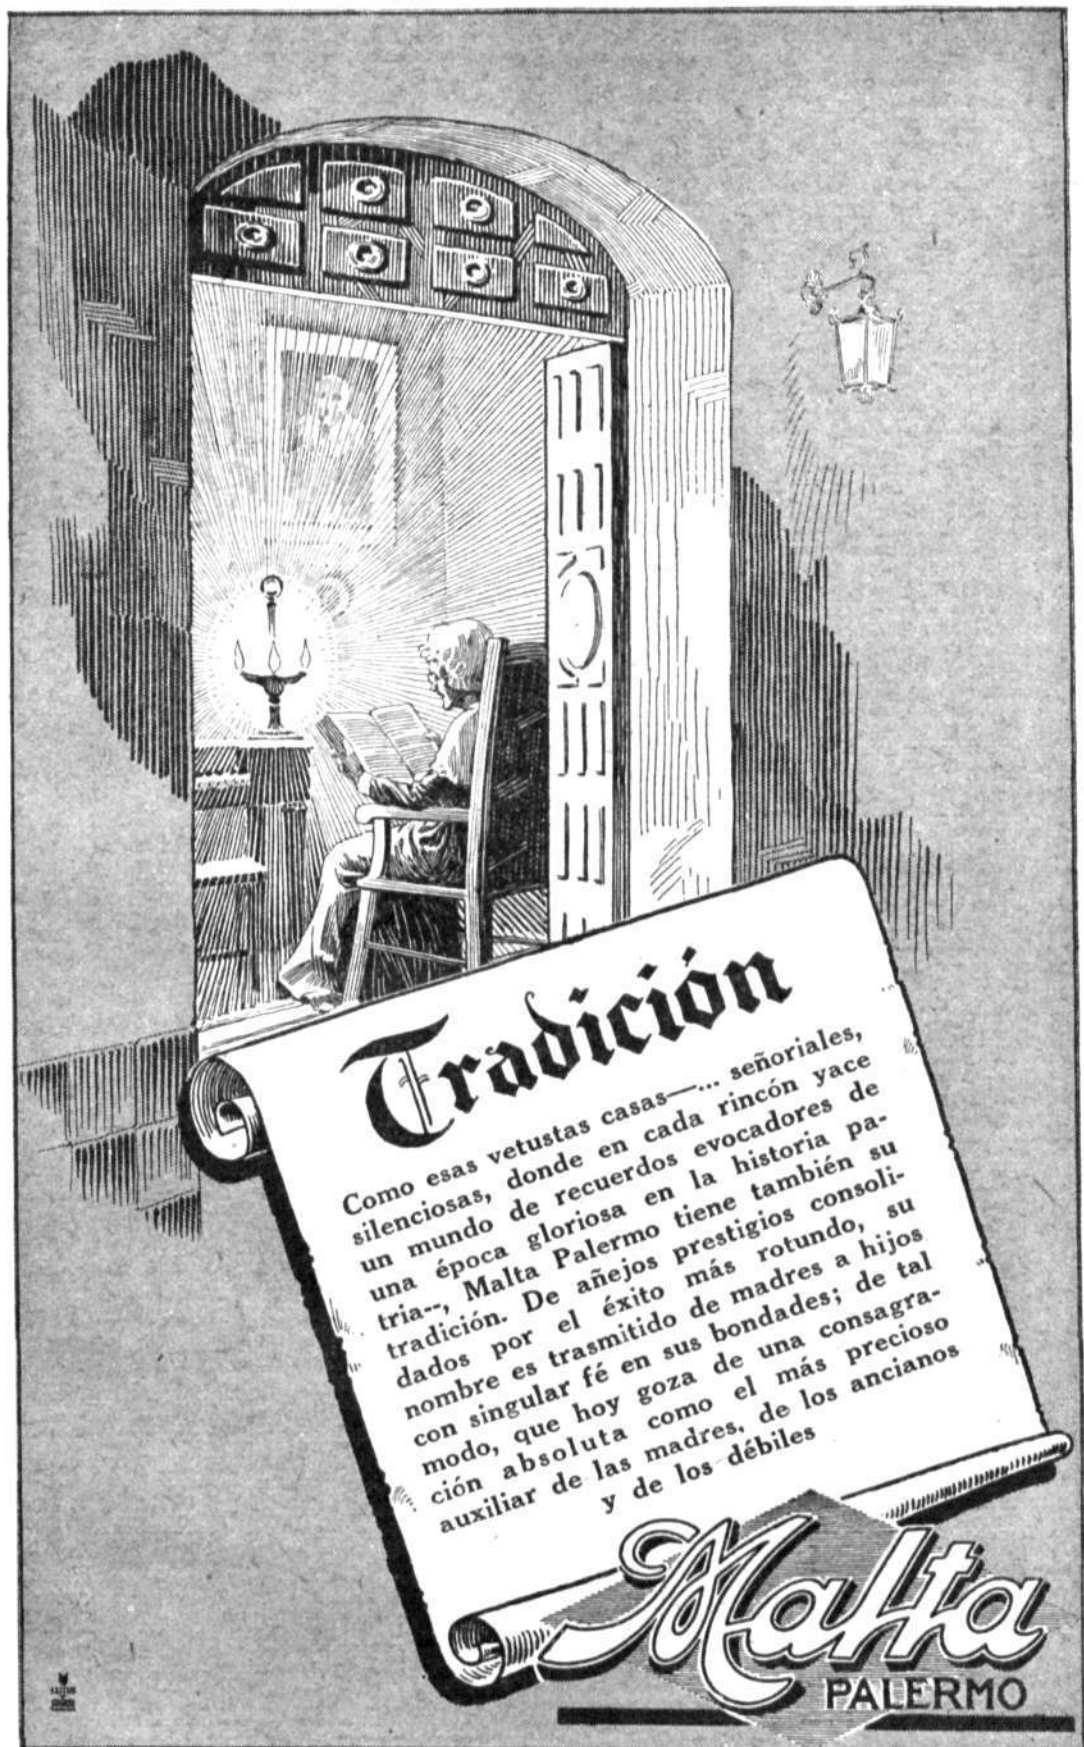 Tradición
Como esas vetustas casas—... señoriales,
silenciosas, donde en cada rincón yace
un mundo de recuerdos evocadores de
una época gloriosa en la historia pa-
tria--, Malta Palermo tiene también su
tradición. De añejos prestigios consoli-
dados por el éxito más rotundo, su
nombre es trasmitido de madres a hijos
con singular fé en sus bondades; de tal
modo, que hoy goza de una consagra-
ción absoluta como el más precioso
auxiliar de las madres, de los ancianos
y de los débiles
Malta
PALERMO